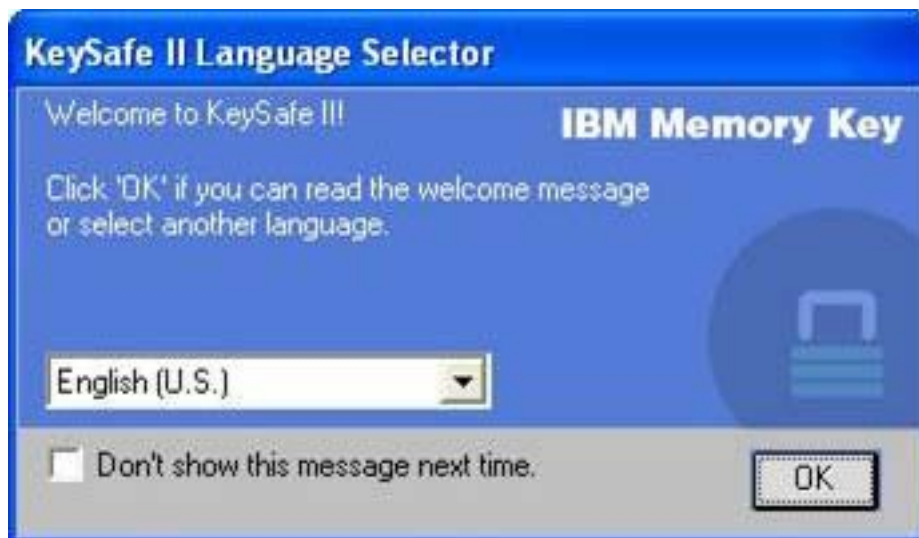 KeySafe II Language Selector
Welcome to KeySafe II!
IBM Memory Key
Click 'OK' if you can read the welcome message
or select another language.
English (U.S.)
Don't show this message next time.
OK